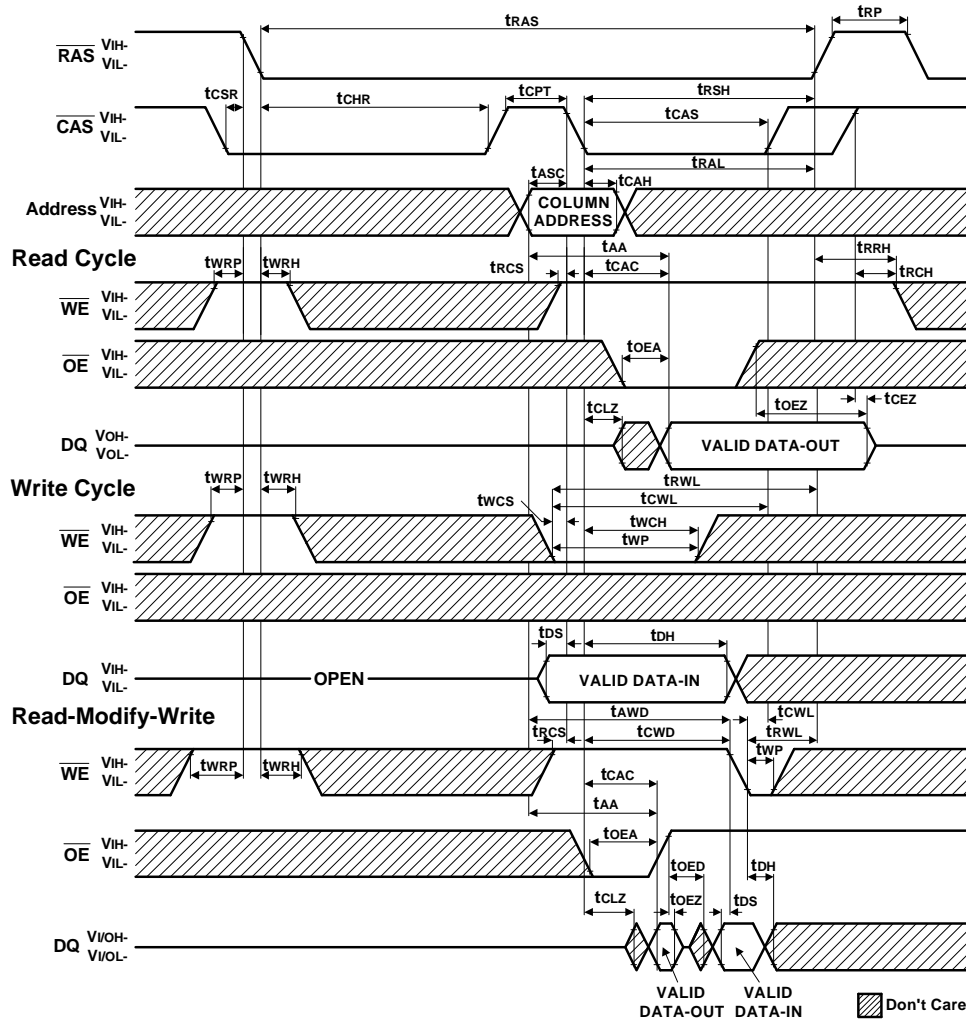 tRAS tRP
RAS VIH-
VIL-
tCSR tCHR tCPT tRSH
CAS VIH-
VIL-
tCAS
tRAL
tASC tCAH
Address VIH-
VIL-
COLUMN
ADDRESS
Read Cycle
tAA tRRH
tWRP tWRH tRCS tCAC tRCH
WE VIH-
VIL-
OE VIH-
VIL-
tOEA
tCLZ tOEZ tCEZ
DQ VOH-
VOL-
VALID DATA-OUT
Write Cycle
tRWL
tWRP tWRH tWCS tCWL
WE VIH-
VIL-
tWCH
tWP
OE VIH-
VIL-
tDS tDH
DQ VIH-
VIL-
OPEN VALID DATA-IN
Read-Modify-Write
tAWD tCWL
tRCS tCWD tRWL
tWP
WE VIH-
VIL-
tWRP tWRH
tCAC
tAA
OE VIH-
VIL-
tOEA
tOED tDH
tCLZ tOEZ tDS
DQ VI/OH-
VI/OL-
VALID
DATA-OUT
VALID
DATA-IN
Don't Care